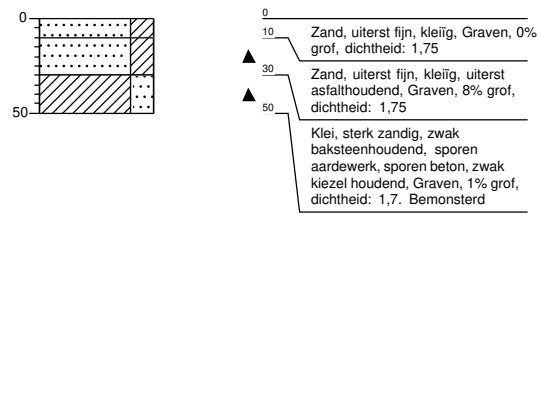 0
50
0
10
Zand, uiterst fijn, kleiïg, Graven, 0%
grof, dichtheid: 1,75
30
Zand, uiterst fijn, kleiïg, uiterst
asfalthoudend, Graven, 8% grof,
dichtheid: 1,75
50
Klei, sterk zandig, zwak
baksteenhoudend, sporen
aardewerk, sporen beton, zwak
kiezel houdend, Graven, 1% grof,
dichtheid: 1,7. Bemonsterd